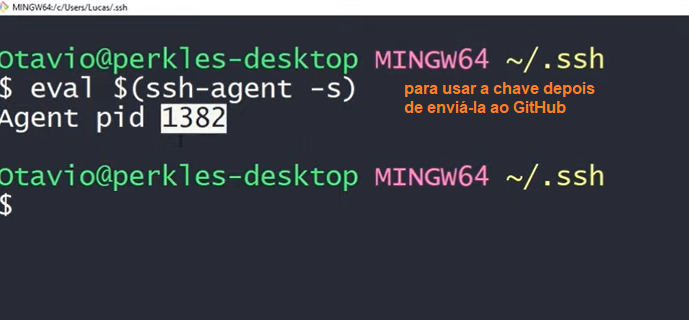 MINGW64:/c/Users/Lucas/.ssh
Otavio@perkles-desktop MINGW64 ~/.ssh
$ eval $(ssh-agent -s)
para usar a chave depois
de enviá-la ao GitHub
Agent pid 1382
Otavio@perkles-desktop MINGW64 ~/.ssh
$